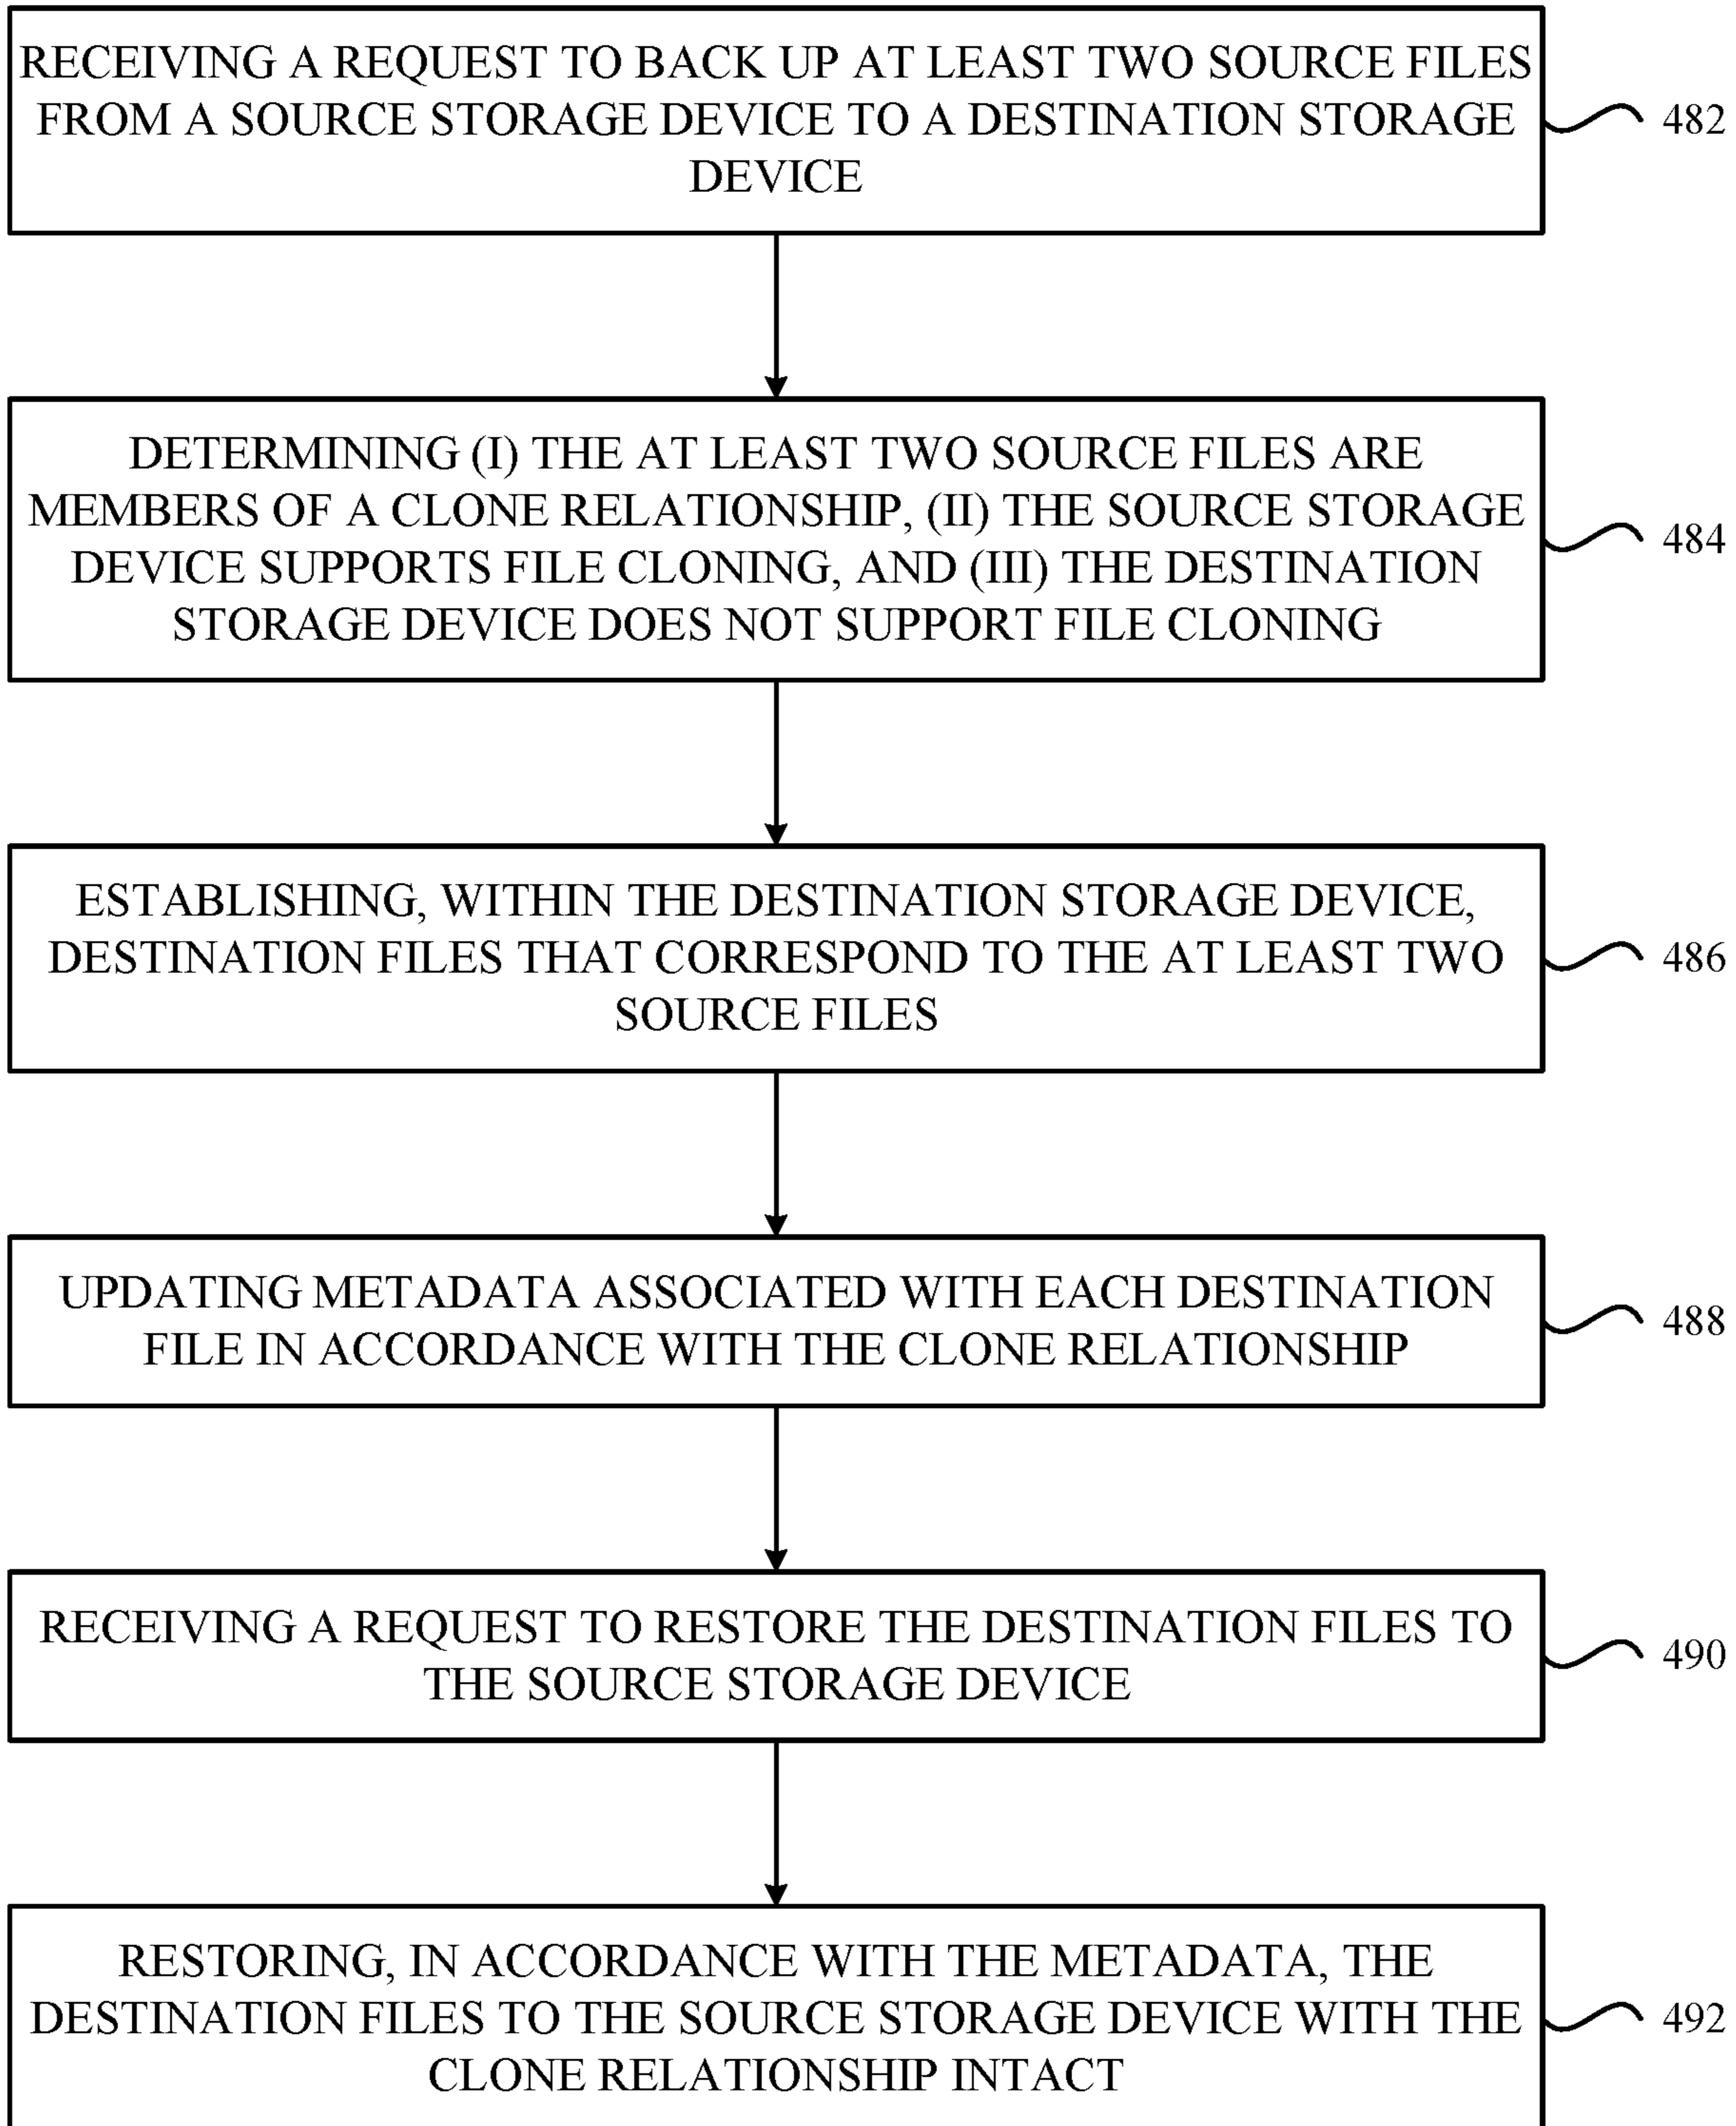 RECEIVING A REQUEST TO BACK UP AT LEAST TWO SOURCE FILES
FROM A SOURCE STORAGE DEVICE TO A DESTINATION STORAGE
DEVICE
482
DETERMINING (I) THE AT LEAST TWO SOURCE FILES ARE
MEMBERS OF A CLONE RELATIONSHIP, (II) THE SOURCE STORAGE
DEVICE SUPPORTS FILE CLONING, AND (III) THE DESTINATION
STORAGE DEVICE DOES NOT SUPPORT FILE CLONING
484
ESTABLISHING, WITHIN THE DESTINATION STORAGE DEVICE,
DESTINATION FILES THAT CORRESPOND TO THE AT LEAST TWO
SOURCE FILES
486
UPDATING METADATA ASSOCIATED WITH EACH DESTINATION
FILE IN ACCORDANCE WITH THE CLONE RELATIONSHIP
488
RECEIVING A REQUEST TO RESTORE THE DESTINATION FILES TO
THE SOURCE STORAGE DEVICE
490
RESTORING, IN ACCORDANCE WITH THE METADATA, THE
DESTINATION FILES TO THE SOURCE STORAGE DEVICE WITH THE
CLONE RELATIONSHIP INTACT
492